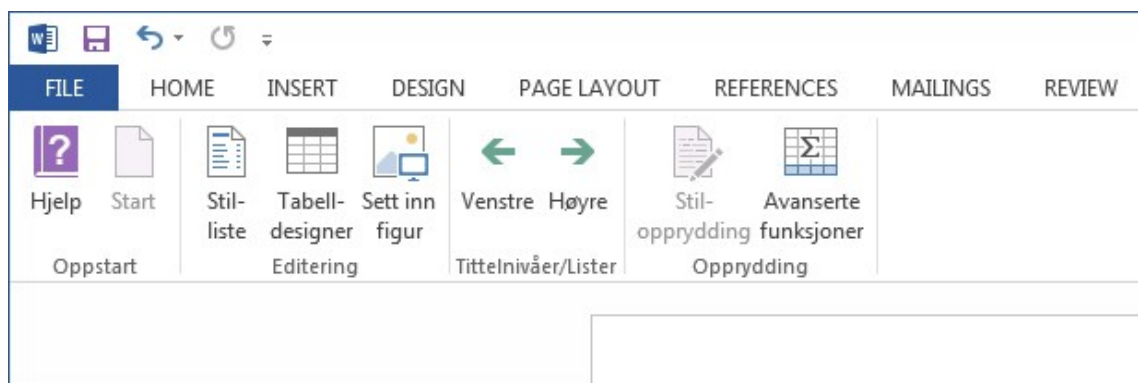 FILE HOME INSERT DESIGN PAGE LAYOUT REFERENCES MAILINGS REVIEW
Hjelp Start Stil- Tabell- Sett inn Venstre Høyre Stil- Avanserte
liste designer figur opprydding funksjoner
Oppstart Editering Tittelnivåer/Lister Opprydding